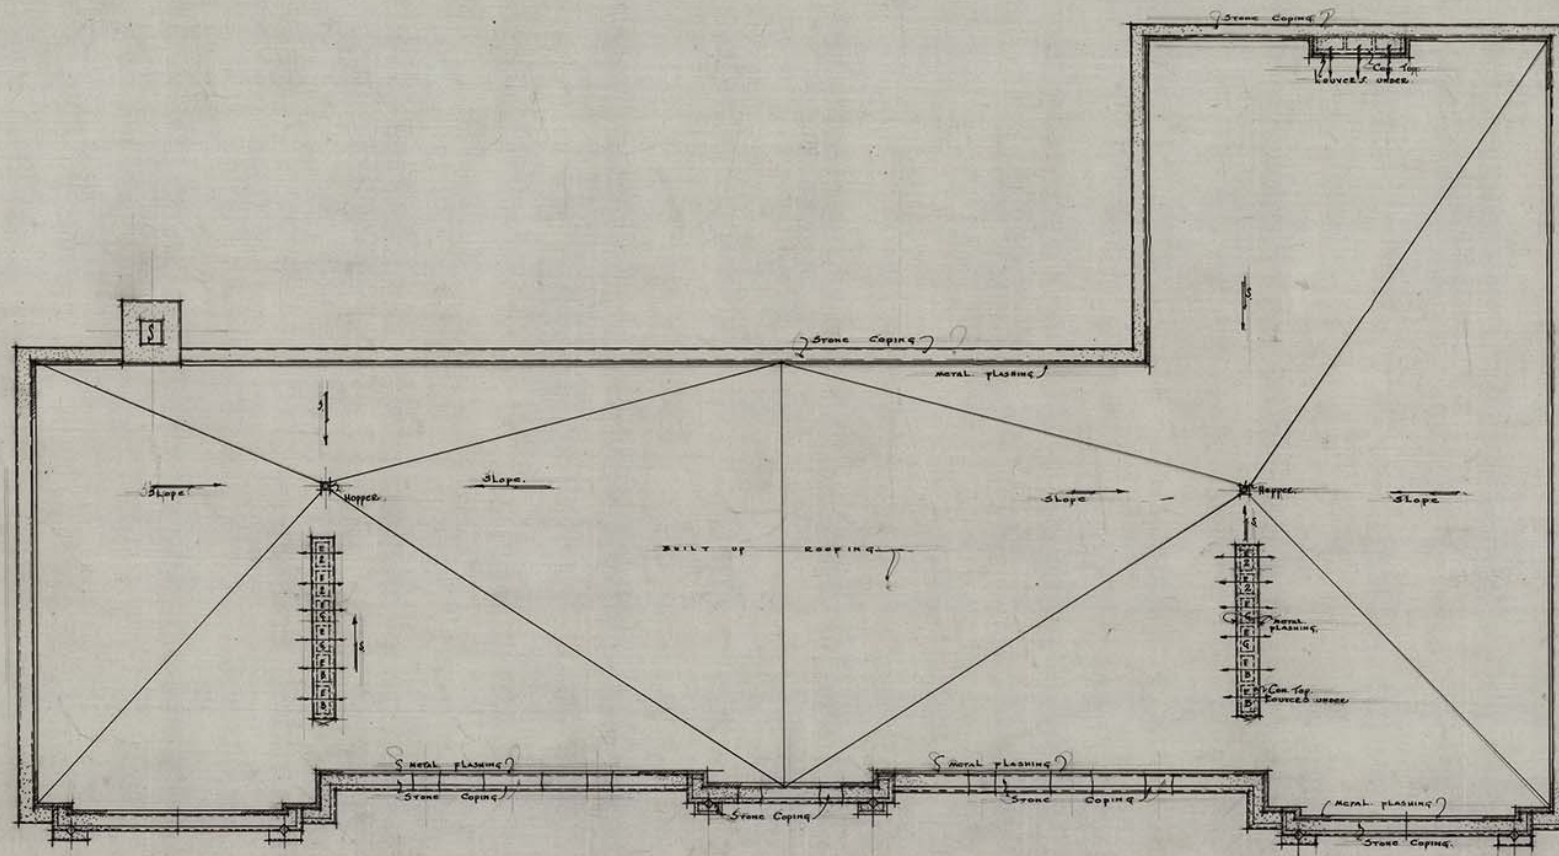 Stone Coping
Con Top.
Louvers under
S.
Stone Coping
Metal flashing
S
S.
Slope
Hopper.
Slope.
Slope
Hopper.
Slope
S.
Built up roofing
Metal
flashing.
S.
Con Top
Louvers under
Metal flashing
Stone Coping
Stone Coping
Metal flashing
Stone Coping
Metal flashing
Stone Coping.